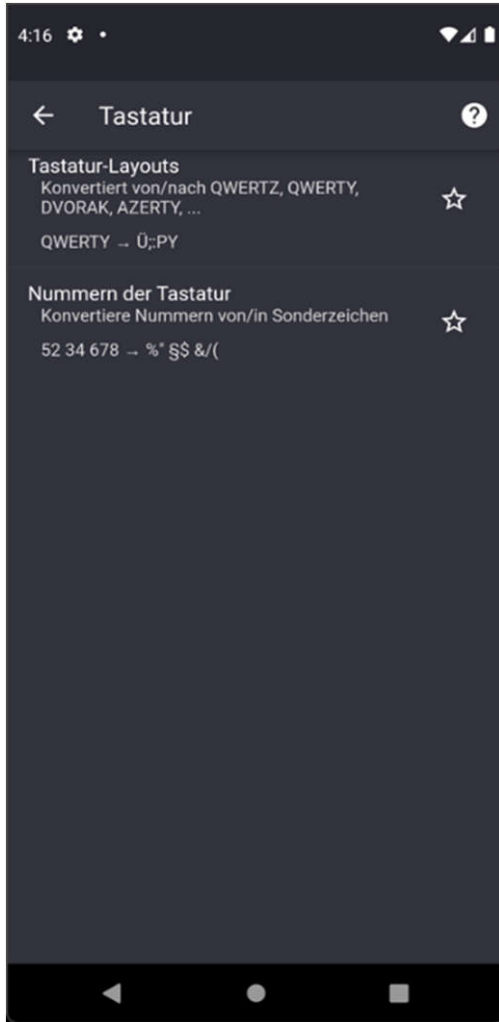 4:16
Tastatur
Tastatur-Layouts
Konvertiert von/nach QWERTZ, QWERTY,
DVORAK, AZERTY, ...
QWERTY → Ü;:PY
Nummern der Tastatur
Konvertiere Nummern von/in Sonderzeichen
52 34 678 → %" §$ &/(